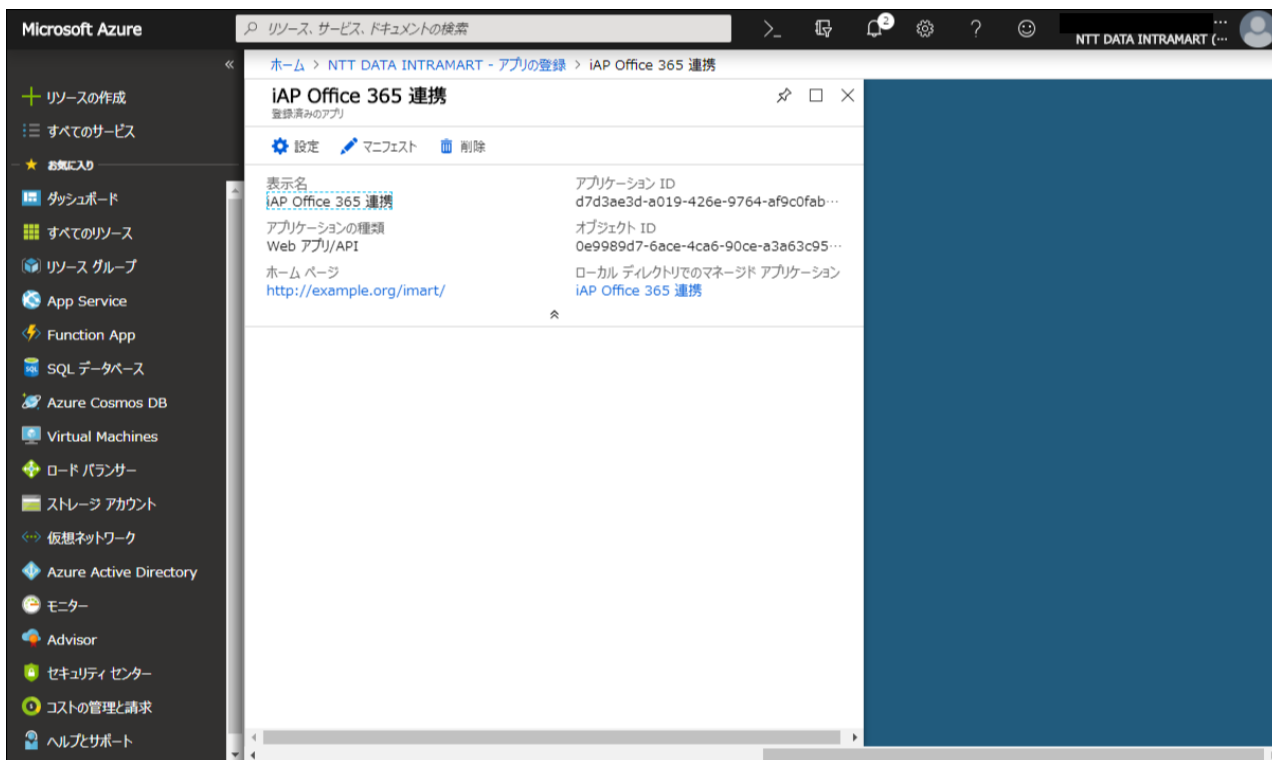 Microsoft Azure
リソース、サービス、ドキュメントの検索
2
NTT DATA INTRAMART (…
ホーム > NTT DATA INTRAMART - アプリの登録 > iAP Office 365 連携
リソースの作成
すべてのサービス
お気に入り
ダッシュボード
すべてのリソース
リソース グループ
App Service
Function App
SQL データベース
Azure Cosmos DB
Virtual Machines
ロード バランサー
ストレージ アカウント
仮想ネットワーク
Azure Active Directory
モニター
Advisor
セキュリティ センター
コストの管理と請求
ヘルプとサポート
iAP Office 365 連携
登録済みのアプリ
設定 マニフェスト 削除
表示名
iAP Office 365 連携
アプリケーションの種類
Web アプリ/API
ホーム ページ
http://example.org/imart/
アプリケーション ID
d7d3ae3d-a019-426e-9764-af9c0fab…
オブジェクト ID
0e9989d7-6ace-4ca6-90ce-a3a63c95…
ローカル ディレクトリでのマネージド アプリケーション
iAP Office 365 連携